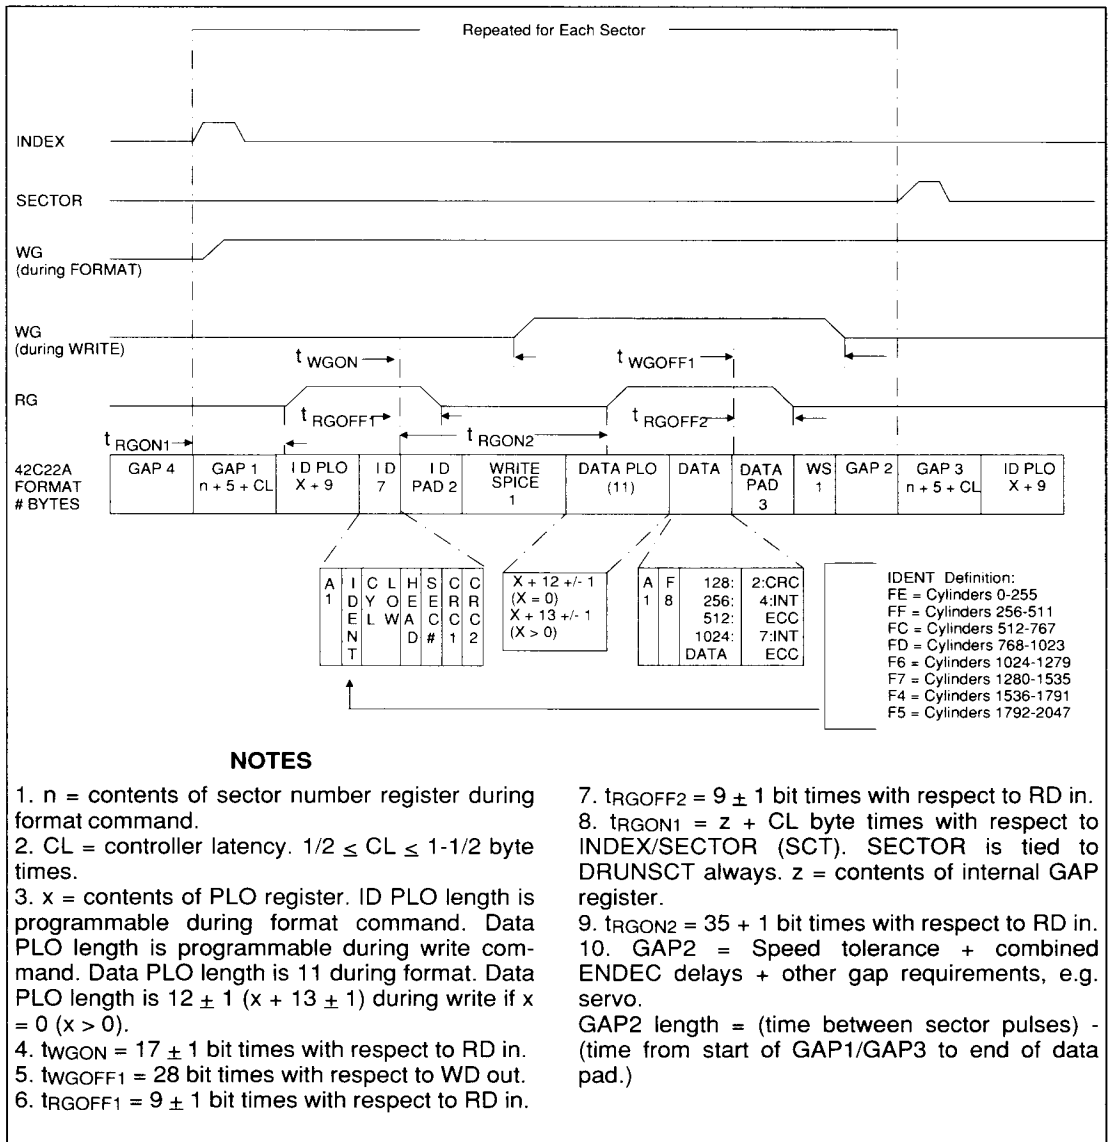 Repeated for Each Sector
INDEX
SECTOR
WG
(during FORMAT)
WG
(during WRITE)
t WGON
t WGOFF1
RG
t RGOFF1
t RGOFF2
t RGON1
t RGON2
42C22A
FORMAT
# BYTES
GAP 4
GAP 1
n + 5 + CL
I D PLO
X + 9
I D
7
I D
PAD 2
WRITE
SPICE
1
DATA PLO
(11)
DATA
DATA
PAD
3
WS
1
GAP 2
GAP 3
n + 5 + CL
ID PLO
X + 9
A1
IDENT
CYL
LOW
HEAD
SEC#
CRC1
CRC2
X + 12 +/- 1
(X = 0)
X + 13 +/- 1
(X > 0)
A1
F8
128:
256:
512:
1024:
DATA
2:CRC
4:INT
ECC
7:INT
ECC
IDENT Definition:
FE = Cylinders 0-255
FF = Cylinders 256-511
FC = Cylinders 512-767
FD = Cylinders 768-1023
F6 = Cylinders 1024-1279
F7 = Cylinders 1280-1535
F4 = Cylinders 1536-1791
F5 = Cylinders 1792-2047
NOTES
1. n = contents of sector number register during
format command.
2. CL = controller latency. 1/2 ≤ CL ≤ 1-1/2 byte
times.
3. x = contents of PLO register. ID PLO length is
programmable during format command. Data
PLO length is programmable during write com-
mand. Data PLO length is 11 during format. Data
PLO length is 12 ± 1 (x + 13 ± 1) during write if x
= 0 (x > 0).
4. tWGON = 17 ± 1 bit times with respect to RD in.
5. tWGOFF1 = 28 bit times with respect to WD out.
6. tRGOFF1 = 9 ± 1 bit times with respect to RD in.
7. tRGOFF2 = 9 ± 1 bit times with respect to RD in.
8. tRGON1 = z + CL byte times with respect to
INDEX/SECTOR (SCT). SECTOR is tied to
DRUNSCT always. z = contents of internal GAP
register.
9. tRGON2 = 35 + 1 bit times with respect to RD in.
10. GAP2 = Speed tolerance + combined
ENDEC delays + other gap requirements, e.g.
servo.
GAP2 length = (time between sector pulses) -
(time from start of GAP1/GAP3 to end of data
pad.)